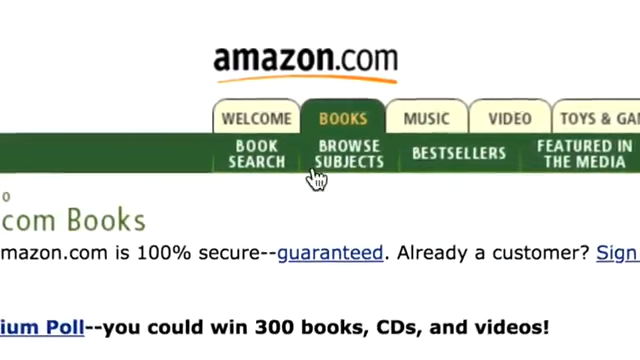 amazon.com
WELCOME BOOKS MUSIC VIDEO TOYS & GA
BOOK SEARCH BROWSE SUBJECTS BESTSELLERS FEATURED IN THE MEDIA
o
com Books
mazon.com is 100% secure--guaranteed. Already a customer? Sign
ium Poll--you could win 300 books, CDs, and videos!